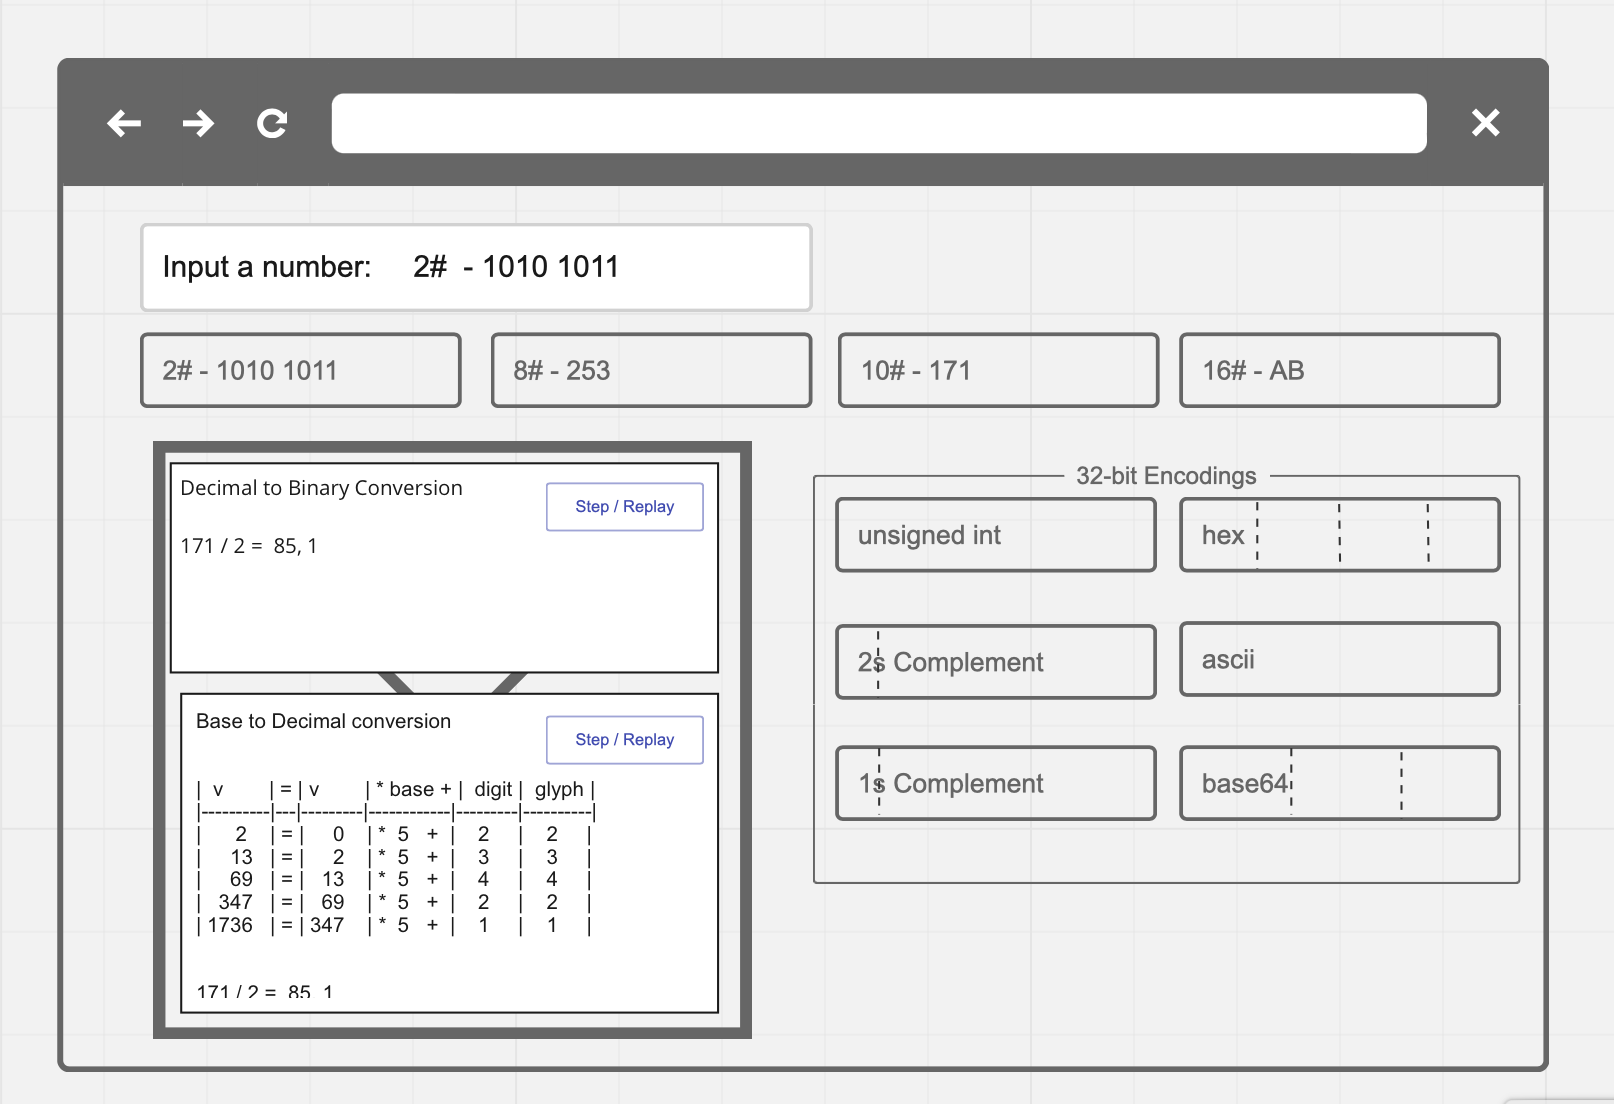 Input a number: 2# - 1010 1011
2# - 1010 1011
8# - 253
10# - 171
16# - AB
Decimal to Binary Conversion
Step / Replay
171 / 2 = 85, 1
Base to Decimal conversion
Step / Replay
| v | = | v | * base + | digit | glyph |
|----------|---|---------|------------|---------|----------|
| 2 | = | 0 | * 5 + | 2 | 2 |
| 13 | = | 2 | * 5 + | 3 | 3 |
| 69 | = | 13 | * 5 + | 4 | 4 |
| 347 | = | 69 | * 5 + | 2 | 2 |
| 1736 | = | 347 | * 5 + | 1 | 1 |
171 / 2 = 85 1
32-bit Encodings
unsigned int
hex
2s Complement
ascii
1s Complement
base64